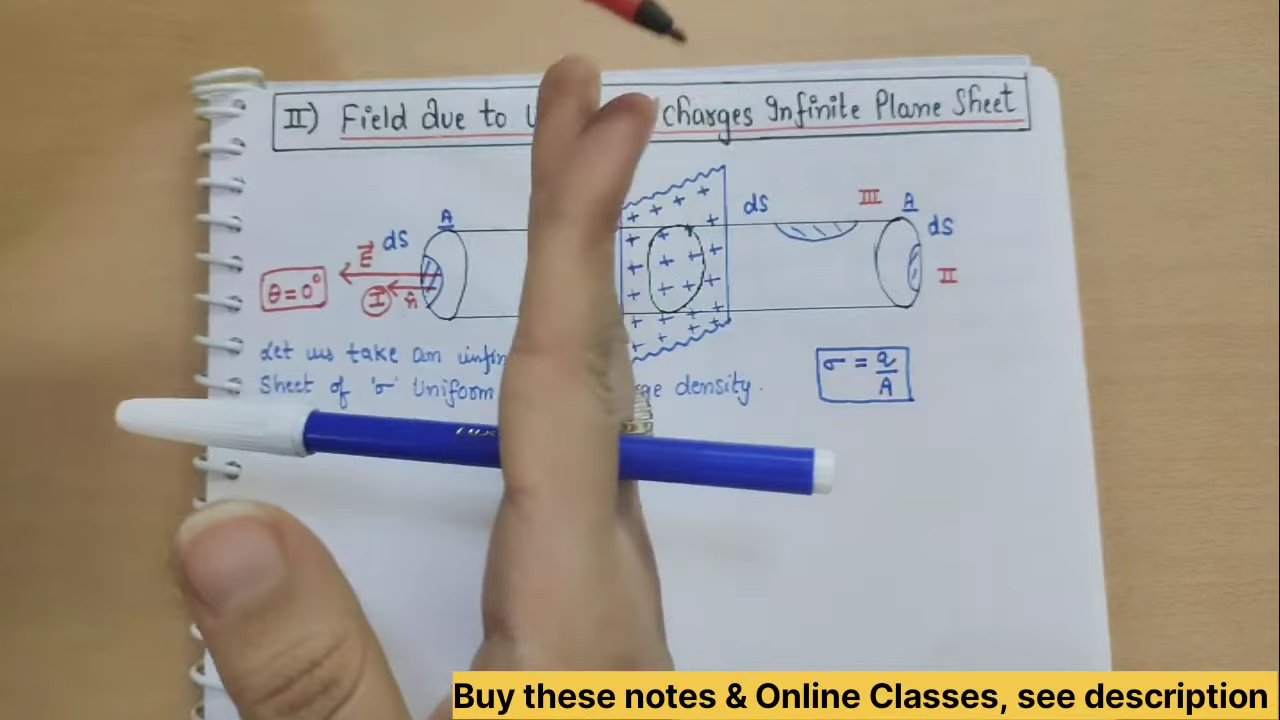 II) Field due to charges Infinite Plane Sheet
A dS III A
dS dS
E
θ = 0° I n̂ II
Let us take an
Sheet of 'σ' Uniform density.
σ = q/A
Buy these notes & Online Classes, see description